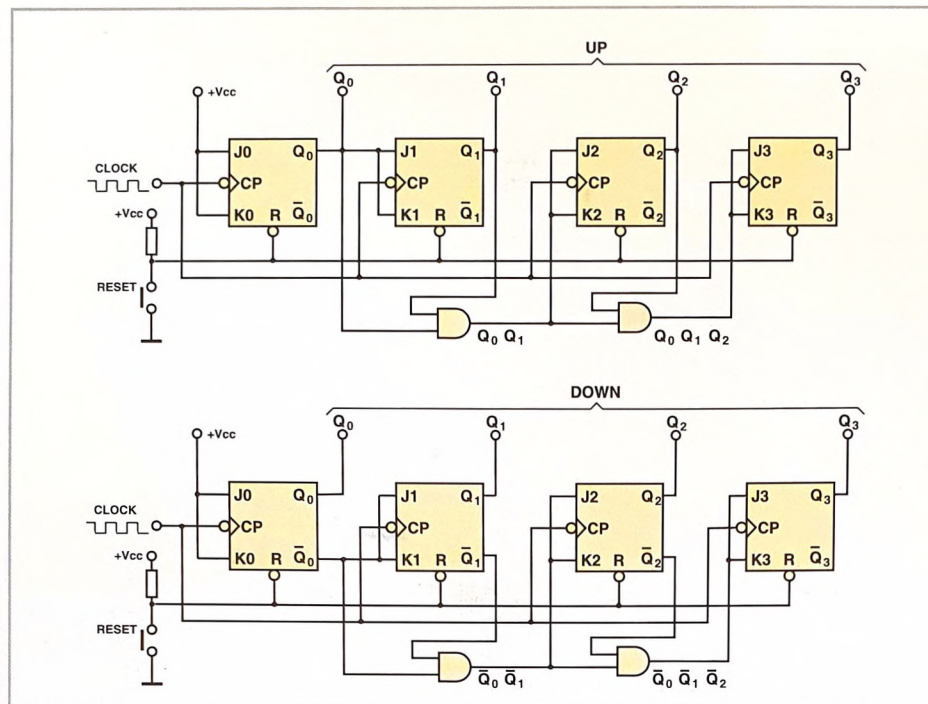 UP
Q₀ Q₁ Q₂ Q₃
+Vcc
J0 Q₀ J1 Q₁ J2 Q₂ J3 Q₃
CLOCK
CP CP CP CP
+Vcc
K0 R Q̄₀ K1 R Q̄₁ K2 R Q̄₂ K3 R Q̄₃
RESET
Q₀ Q₁ Q₀ Q₁ Q₂
DOWN
Q₀ Q₁ Q₂ Q₃
+Vcc
J0 Q₀ J1 Q₁ J2 Q₂ J3 Q₃
CLOCK
CP CP CP CP
+Vcc
K0 R Q̄₀ K1 R Q̄₁ K2 R Q̄₂ K3 R Q̄₃
RESET
Q̄₀ Q̄₁ Q̄₀ Q̄₁ Q̄₂